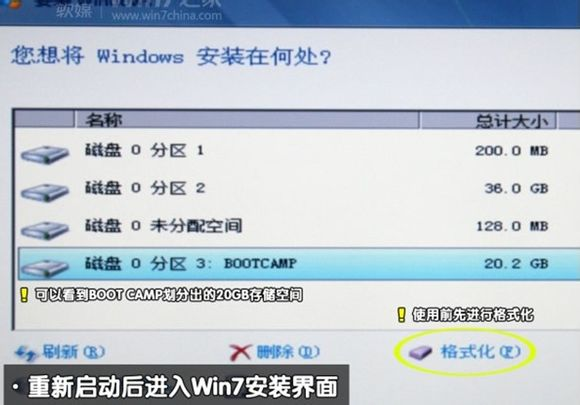 软媒 Win7之家
www.win7china.com
您想将 Windows 安装在何处?
名称 总计大小
磁盘 0 分区 1 200.0 MB
磁盘 0 分区 2 36.0 GB
磁盘 0 未分配空间 128.0 MB
磁盘 0 分区 3: BOOTCAMP 20.2 GB
! 可以看到BOOT CAMP划分出的20GB存储空间
! 使用前先进行格式化
刷新(R) 删除(D) 格式化(F)
·重新启动后进入Win7安装界面